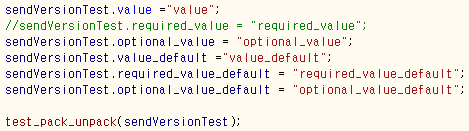 sendVersionTest.value ="value";
//sendVersionTest.required_value = "required_value";
sendVersionTest.optional_value = "optional_value";
sendVersionTest.value_default ="value_default";
sendVersionTest.required_value_default = "required_value_default";
sendVersionTest.optional_value_default = "optional_value_default";
test_pack_unpack(sendVersionTest);